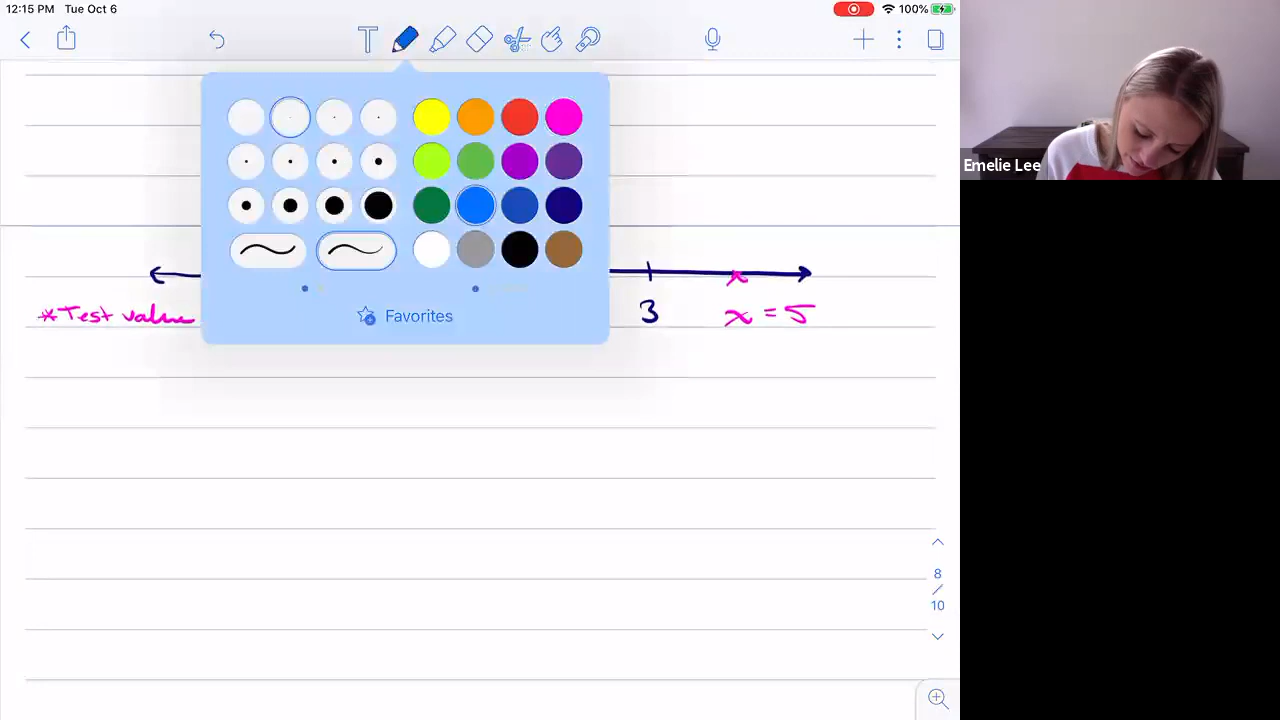 12:15 PM Tue Oct 6
100%
T
Favorites
3
*Test value
x = 5
Emelie Lee
8
/
10